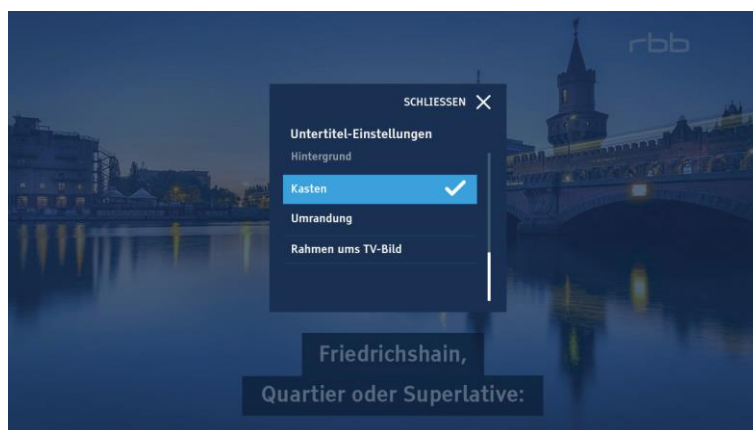 rbb
SCHLIESSEN X
Untertitel-Einstellungen
Hintergrund
Kasten
Umrandung
Rahmen ums TV-Bild
Friedrichshain,
Quartier oder Superlative: